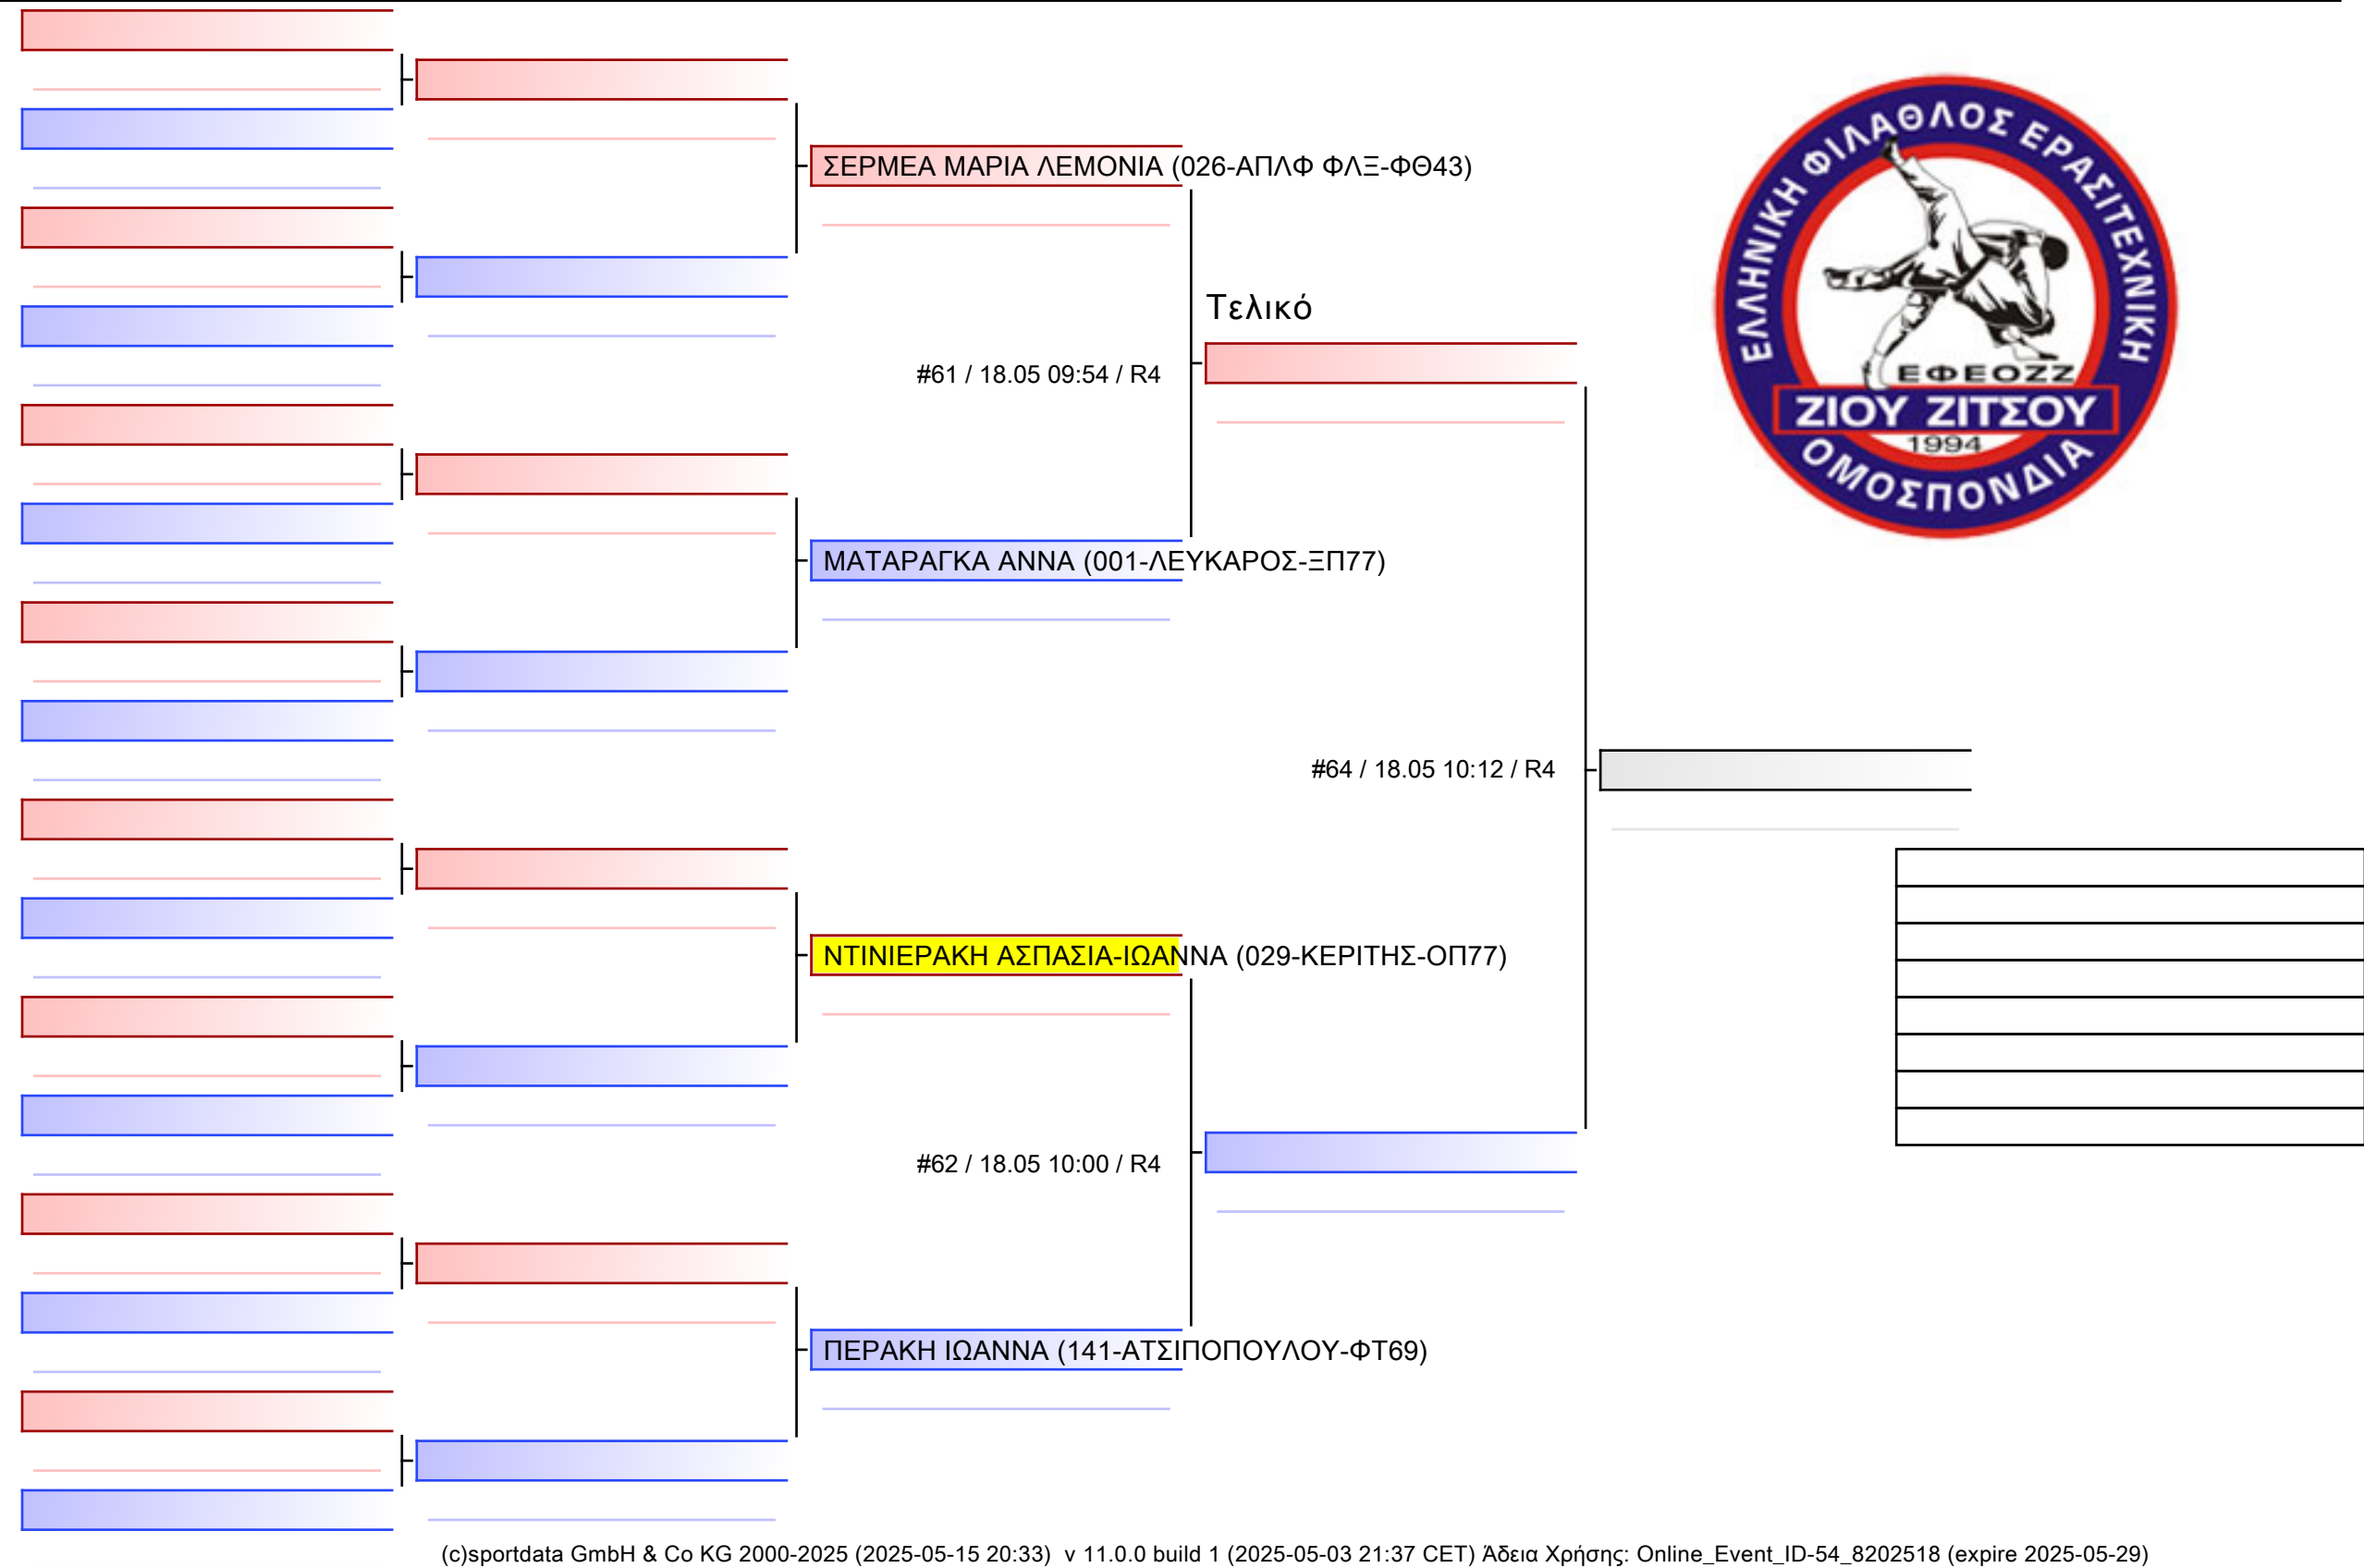 ΣΕΡΜΕΑ ΜΑΡΙΑ ΛΕΜΟΝΙΑ (026-ΑΠΛΦ ΦΛΞ-ΦΘ43)
Τελικό
#61 / 18.05 09:54 / R4
ΜΑΤΑΡΑΓΚΑ ΑΝΝΑ (001-ΛΕΥΚΑΡΟΣ-ΞΠ77)
#64 / 18.05 10:12 / R4
ΝΤΙΝΙΕΡΑΚΗ ΑΣΠΑΣΙΑ-ΙΩΑΝΝΑ (029-ΚΕΡΙΤΗΣ-ΟΠ77)
#62 / 18.05 10:00 / R4
ΠΕΡΑΚΗ ΙΩΑΝΝΑ (141-ΑΤΣΙΠΟΠΟΥΛΟΥ-ΦΤ69)
ΕΛΛΗΝΙΚΗ ΦΙΛΑΘΛΟΣ ΕΡΑΣΙΤΕΧΝΙΚΗ
ΕΦΕΟΖΖ
ΖΙΟΥ ΖΙΤΣΟΥ
1994
ΟΜΟΣΠΟΝΔΙΑ
(c)sportdata GmbH & Co KG 2000-2025 (2025-05-15 20:33) v 11.0.0 build 1 (2025-05-03 21:37 CET) Άδεια Χρήσης: Online_Event_ID-54_8202518 (expire 2025-05-29)